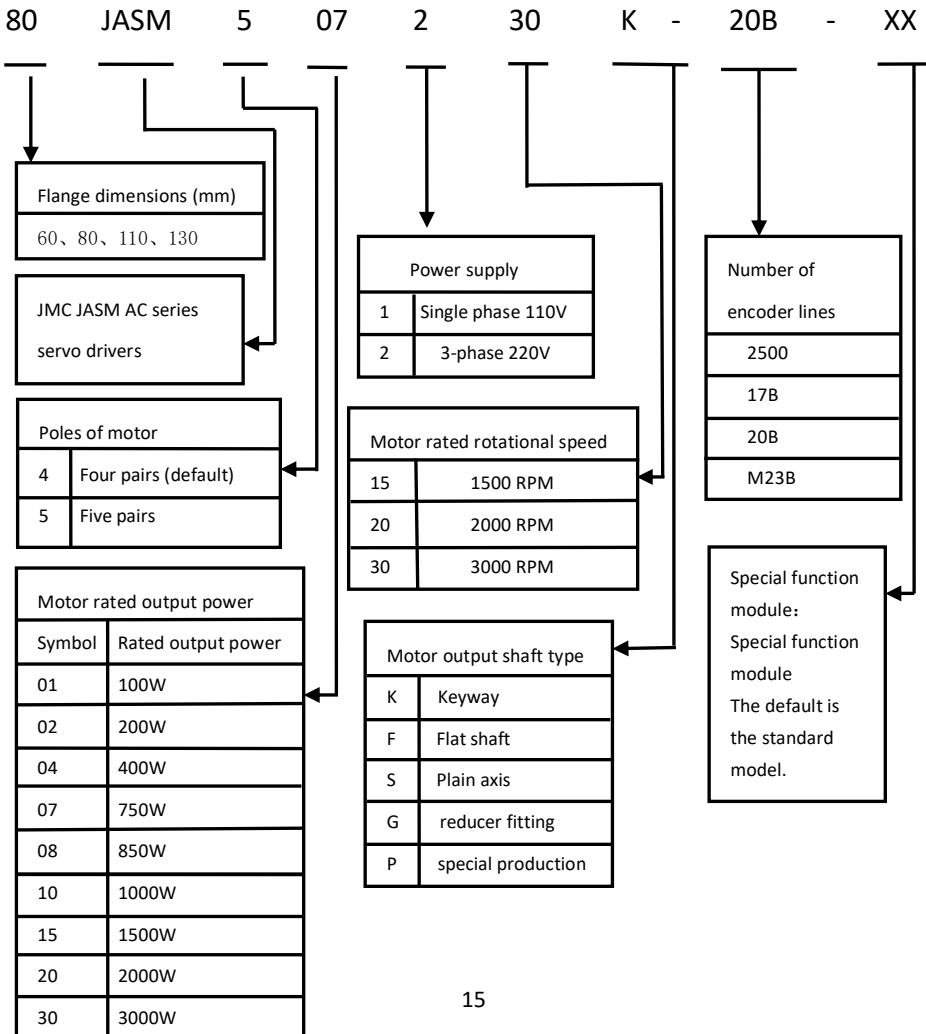 80 JASM 5 07 2 30 K - 20B - XX
Flange dimensions (mm)
60、80、110、130
JMC JASM AC series
servo drivers
Poles of motor
4 Four pairs (default)
5 Five pairs
Motor rated output power
Symbol Rated output power
01 100W
02 200W
04 400W
07 750W
08 850W
10 1000W
15 1500W
20 2000W
30 3000W
Power supply
1 Single phase 110V
2 3-phase 220V
Motor rated rotational speed
15 1500 RPM
20 2000 RPM
30 3000 RPM
Motor output shaft type
K Keyway
F Flat shaft
S Plain axis
G reducer fitting
P special production
Number of
encoder lines
2500
17B
20B
M23B
Special function
module：
Special function
module
The default is
the standard
model.
15